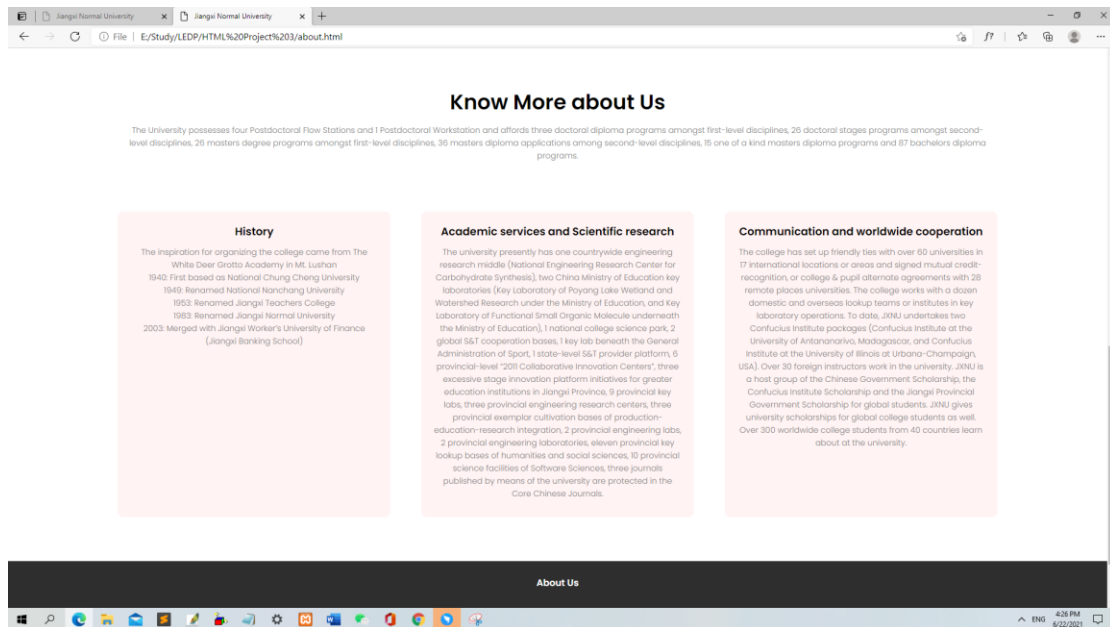 Jiangxi Normal University
Jiangxi Normal University
File
E:/Study/LEDP/HTML%20Project%203/about.html
Know More about Us
The University possesses four Postdoctoral Flow Stations and 1 Postdoctoral Workstation and affords three doctoral diploma programs amongst first-level disciplines, 26 doctoral stages programs amongst second-
level disciplines, 26 masters degree programs amongst first-level disciplines, 36 masters diploma applications among second-level disciplines, 15 one of a kind masters diploma programs and 87 bachelors diploma
programs.
History
The inspiration for organizing the college came from The
White Deer Grotto Academy in Mt. Lushan
1940: First based as National Chung Cheng University
1949: Renamed National Nanchang University
1953: Renamed Jiangxi Teachers College
1983: Renamed Jiangxi Normal University
2003: Merged with Jiangxi Worker's University of Finance
(Jiangxi Banking School)
Academic services and Scientific research
The university presently has one countrywide engineering
research middle (National Engineering Research Center for
Carbohydrate Synthesis), two China Ministry of Education key
laboratories (Key Laboratory of Poyang Lake Wetland and
Watershed Research under the Ministry of Education, and Key
Laboratory of Functional Small Organic Molecule underneath
the Ministry of Education), 1 national college science park, 2
global S&T cooperation bases, 1 key lab beneath the General
Administration of Sport, 1 state-level S&T provider platform, 6
provincial-level "2011 Collaborative Innovation Centers", three
excessive stage innovation platform initiatives for greater
education institutions in Jiangxi Province, 9 provincial key
labs, three provincial engineering research centers, three
provincial exemplar cultivation bases of production-
education-research integration, 2 provincial engineering labs,
2 provincial engineering laboratories, eleven provincial key
lookup bases of humanities and social sciences, 10 provincial
science facilities of Software Sciences, three journals
published by means of the university are protected in the
Core Chinese Journals.
Communication and worldwide cooperation
The college has set up friendly ties with over 60 universities in
17 international locations or areas and signed mutual credit-
recognition, or college & pupil alternate agreements with 28
remote places universities. The college works with a dozen
domestic and overseas lookup teams or institutes in key
laboratory operations. To date, JXNU undertakes two
Confucius Institute packages (Confucius Institute at the
University of Antananarivo, Madagascar, and Confucius
Institute at the University of Illinois at Urbana-Champaign,
USA). Over 30 foreign instructors work in the university. JXNU is
a host group of the Chinese Government Scholarship, the
Confucius Institute Scholarship and the Jiangxi Provincial
Government Scholarship for global students. JXNU gives
university scholarships for global college students as well.
Over 300 worldwide college students from 40 countries learn
about at the university.
About Us
ENG
4:26 PM
6/22/2021